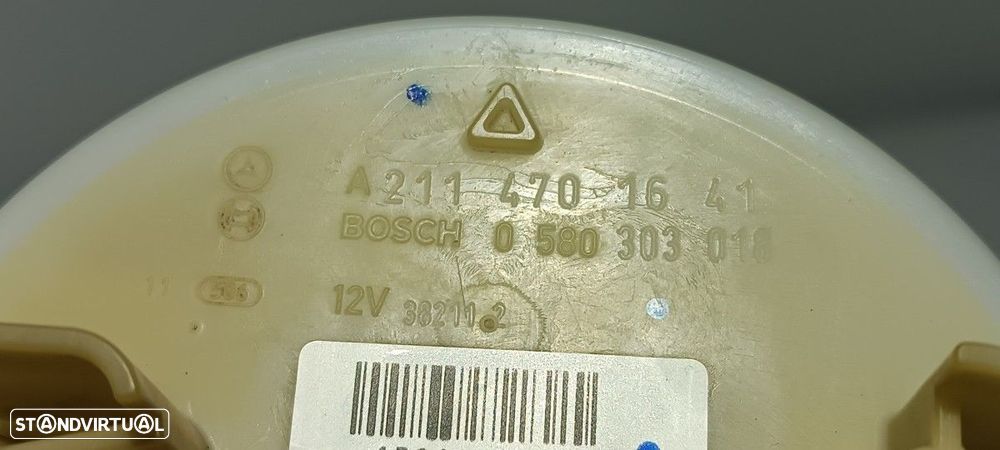 A 211 470 16 41
BOSCH 0 580 303 018
12V 38211.2
STANDVIRTUAL